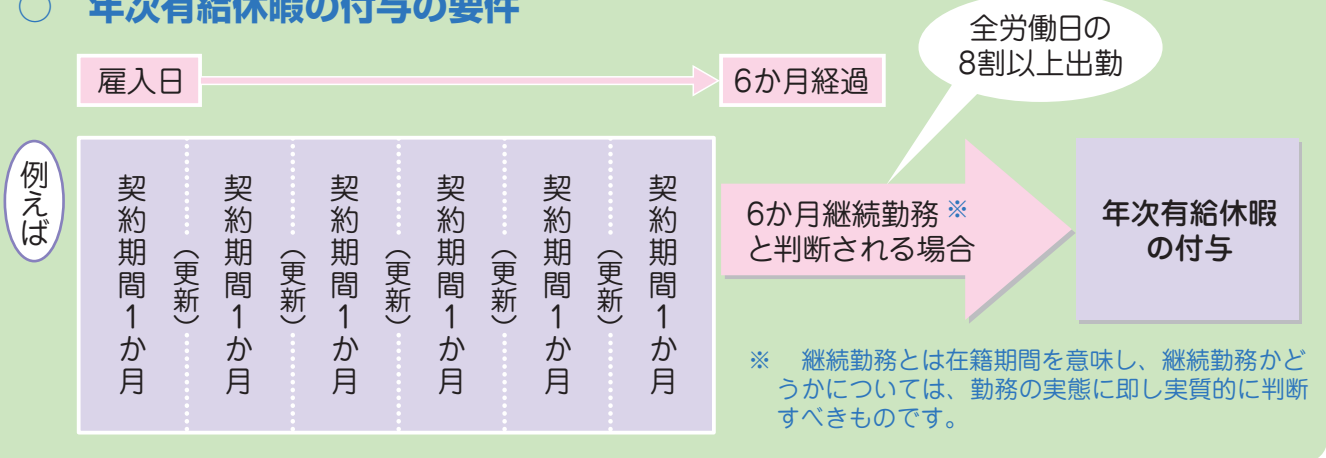 ○ 年次有給休暇の付与の要件
雇入日
6か月経過
全労働日の
8割以上出勤
例えば
契約期間1か月
（更新）
契約期間1か月
（更新）
契約期間1か月
（更新）
契約期間1か月
（更新）
契約期間1か月
（更新）
契約期間1か月
6か月継続勤務※
と判断される場合
年次有給休暇
の付与
※　継続勤務とは在籍期間を意味し、継続勤務かど
うかについては、勤務の実態に即し実質的に判断
すべきものです。